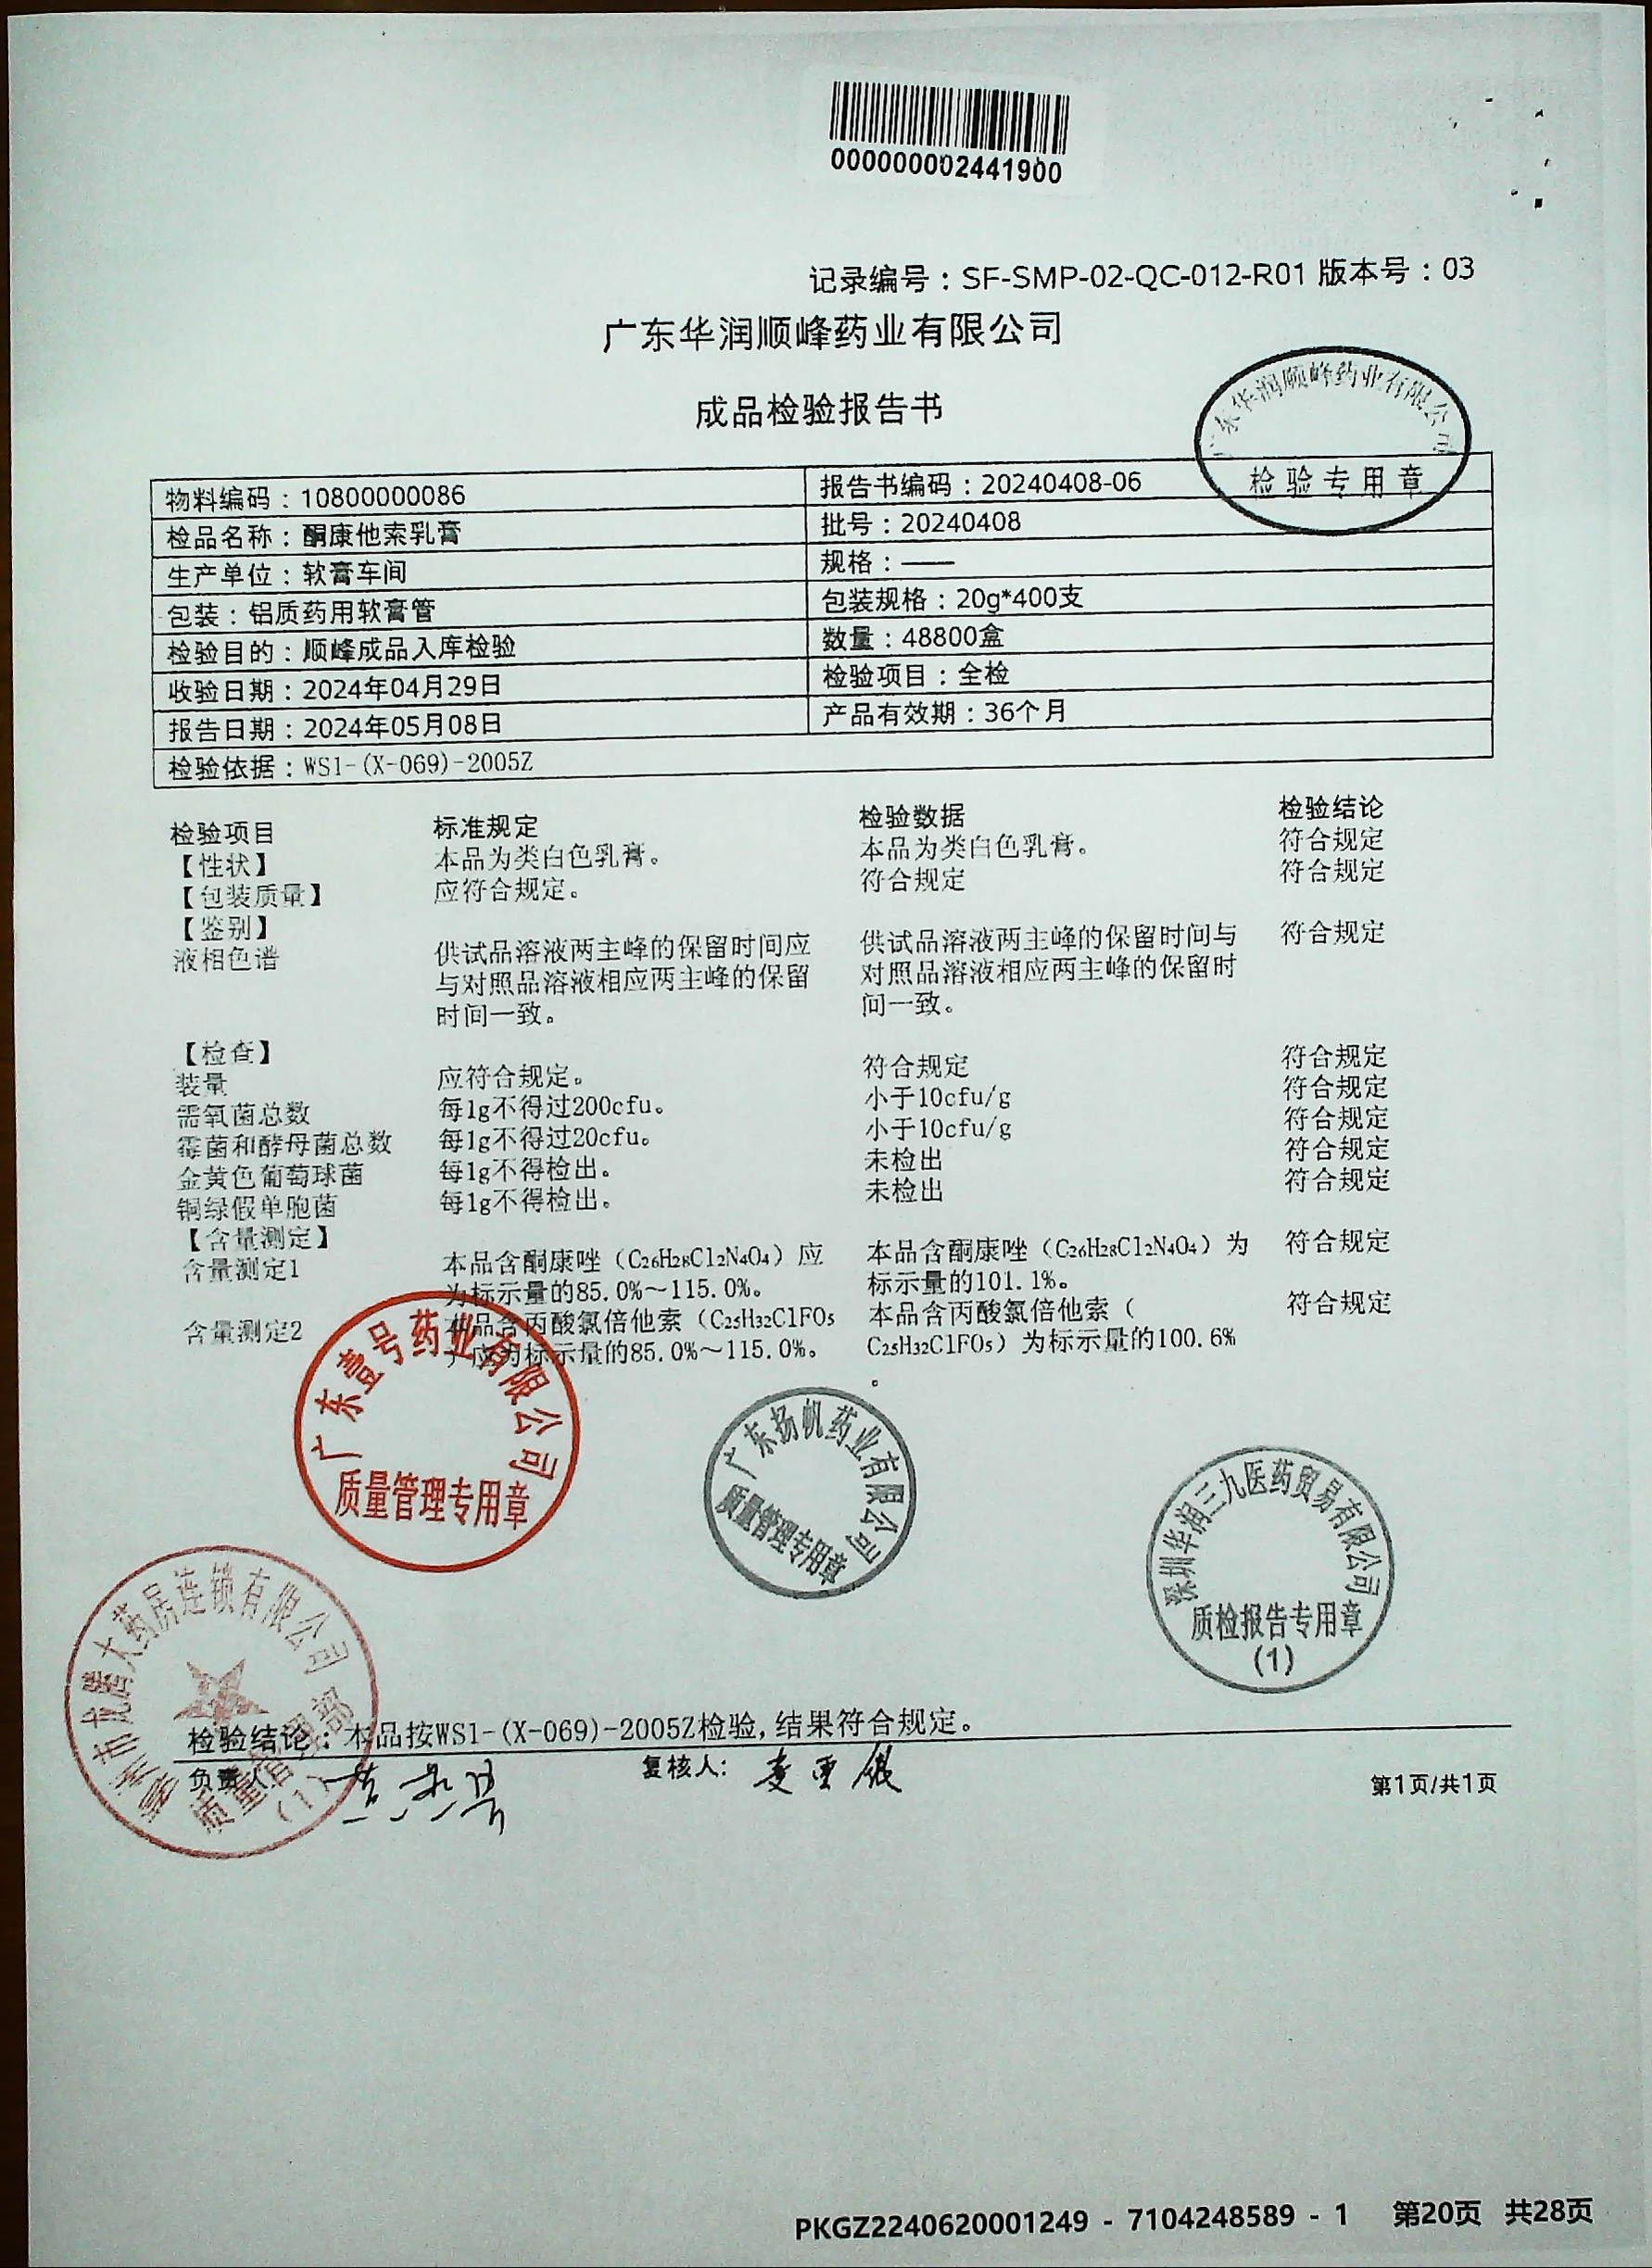 000000002441900
记录编号：SF-SMP-02-QC-012-R01 版本号：03
广东华润顺峰药业有限公司
成品检验报告书
广东华润顺峰药业有限公司
检验专用章
物料编码：10800000086 报告书编码：20240408-06
检品名称：酮康他索乳膏 批号：20240408
生产单位：软膏车间 规格：——
包装：铝质药用软膏管 包装规格：20g*400支
检验目的：顺峰成品入库检验 数量：48800盒
收验日期：2024年04月29日 检验项目：全检
报告日期：2024年05月08日 产品有效期：36个月
检验依据：WS1-(X-069)-2005Z
检验项目 标准规定 检验数据 检验结论
【性状】 本品为类白色乳膏。 本品为类白色乳膏。 符合规定
【包装质量】 应符合规定。 符合规定 符合规定
【鉴别】
液相色谱 供试品溶液两主峰的保留时间应 供试品溶液两主峰的保留时间与 符合规定
与对照品溶液相应两主峰的保留 对照品溶液相应两主峰的保留时
时间一致。 间一致。
【检查】
装量 应符合规定。 符合规定 符合规定
需氧菌总数 每1g不得过200cfu。 小于10cfu/g 符合规定
霉菌和酵母菌总数 每1g不得过20cfu。 小于10cfu/g 符合规定
金黄色葡萄球菌 每1g不得检出。 未检出 符合规定
铜绿假单胞菌 每1g不得检出。 未检出 符合规定
【含量测定】
含量测定1 本品含酮康唑（C26H28Cl2N4O4）应 本品含酮康唑（C26H28Cl2N4O4）为 符合规定
为标示量的85.0%～115.0%。 标示量的101.1%。
含量测定2 本品含丙酸氯倍他索（C25H32ClFO5 本品含丙酸氯倍他索（ 符合规定
）应为标示量的85.0%～115.0%。 C25H32ClFO5）为标示量的100.6%
。
广东壹号药业有限公司
质量管理专用章
广东扬帆药业有限公司
质量管理专用章
深圳华润三九医药贸易有限公司
质检报告专用章
(1)
大药房连锁有限公司
质量管理部
(1)
检验结论：本品按WS1-(X-069)-2005Z检验,结果符合规定。
负责人： 复核人： 第1页/共1页
PKGZ2240620001249 - 7104248589 - 1 第20页 共28页